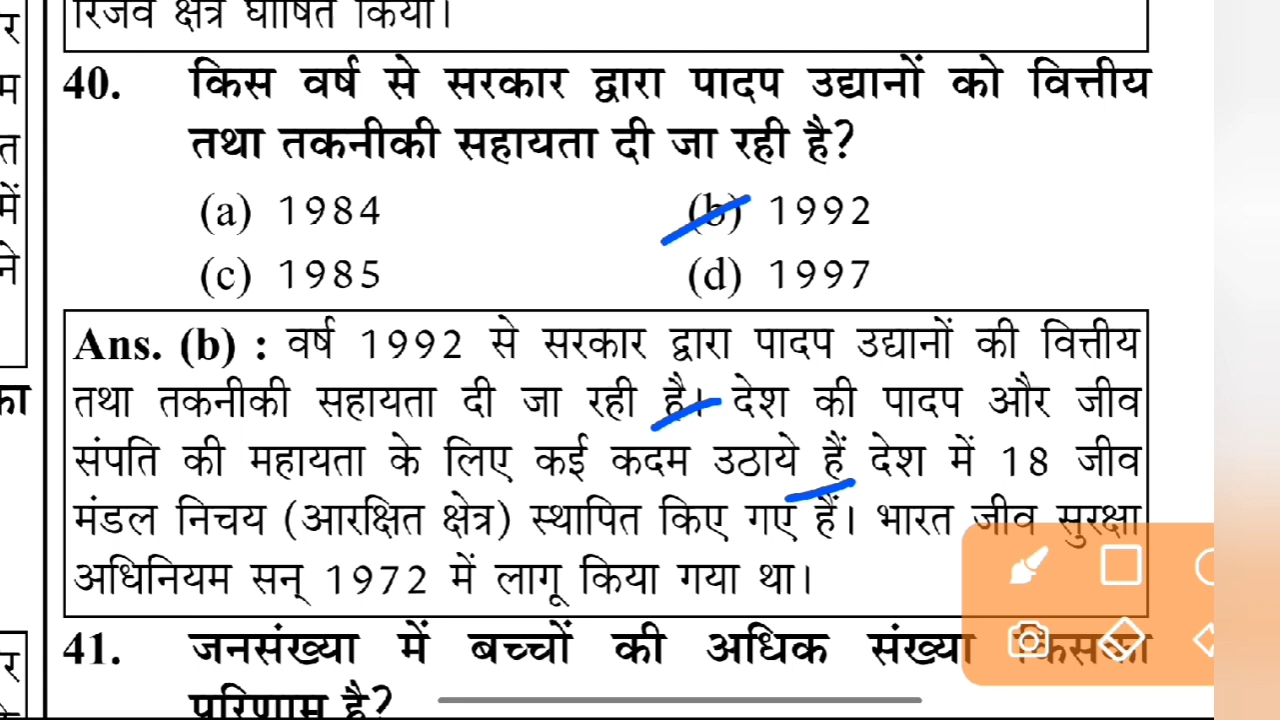 रिजर्व क्षेत्र घोषित किया।
र
40. किस वर्ष से सरकार द्वारा पादप उद्यानों को वित्तीय
म
तथा तकनीकी सहायता दी जा रही है?
त
(a) 1984 (b) 1992
में
(c) 1985 (d) 1997
ने
Ans. (b) : वर्ष 1992 से सरकार द्वारा पादप उद्यानों की वित्तीय
तथा तकनीकी सहायता दी जा रही है। देश की पादप और जीव
का
संपति की महायता के लिए कई कदम उठाये हैं देश में 18 जीव
मंडल निचय (आरक्षित क्षेत्र) स्थापित किए गए हैं। भारत जीव सुरक्षा
अधिनियम सन् 1972 में लागू किया गया था।
41. जनसंख्या में बच्चों की अधिक संख्या किसका
र
परिणाम है?